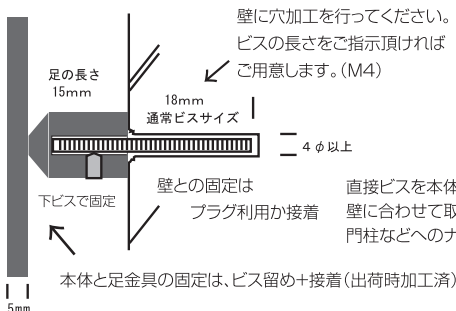 壁に穴加工を行ってください。
ビスの長さをご指示頂ければ
ご用意します。(M4)
足の長さ
15mm
18mm
通常ビスサイズ
4φ以上
下ビスで固定
壁との固定は
プラグ利用か接着
直接ビスを本体
壁に合わせて取
門柱などへのナ
本体と足金具の固定は、ビス留め+接着(出荷時加工済)
5mm